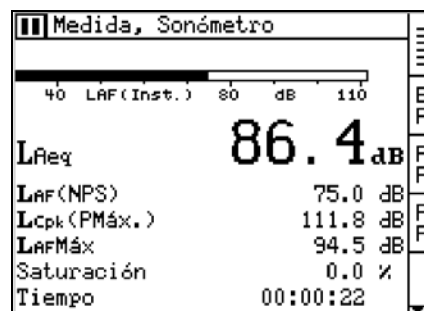 Medida, Sonómetro
40 LAF(Inst.) 80 dB 110
LAeq 86.4 dB
LAF(NPS) 75.0 dB
LCpk(PMáx.) 111.8 dB
LAFMáx 94.5 dB
Saturación 0.0 %
Tiempo 00:00:22